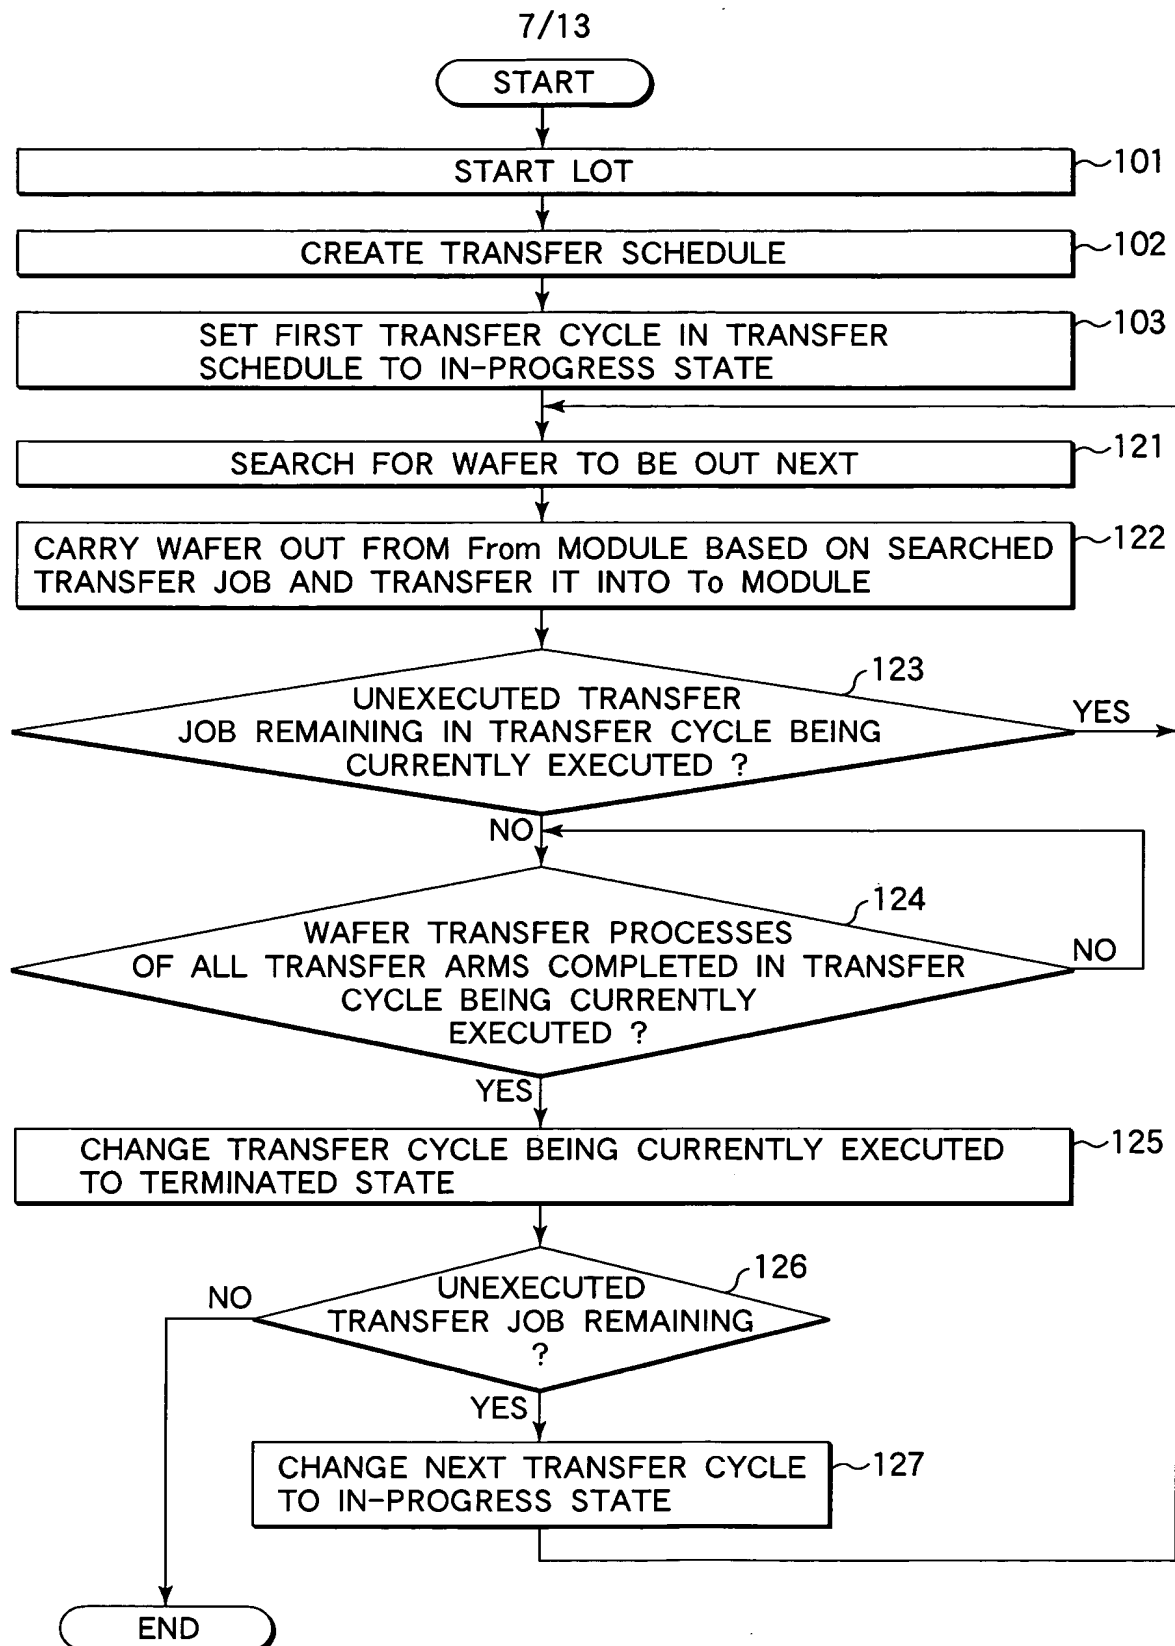 7/13
START
START LOT
101
CREATE TRANSFER SCHEDULE
102
SET FIRST TRANSFER CYCLE IN TRANSFER
SCHEDULE TO IN-PROGRESS STATE
103
SEARCH FOR WAFER TO BE OUT NEXT
121
CARRY WAFER OUT FROM From MODULE BASED ON SEARCHED
TRANSFER JOB AND TRANSFER IT INTO To MODULE
122
123
UNEXECUTED TRANSFER
JOB REMAINING IN TRANSFER CYCLE BEING
CURRENTLY EXECUTED ?
YES
NO
124
WAFER TRANSFER PROCESSES
OF ALL TRANSFER ARMS COMPLETED IN TRANSFER
CYCLE BEING CURRENTLY
EXECUTED ?
NO
YES
CHANGE TRANSFER CYCLE BEING CURRENTLY EXECUTED
TO TERMINATED STATE
125
126
UNEXECUTED
TRANSFER JOB REMAINING
?
NO
YES
CHANGE NEXT TRANSFER CYCLE
TO IN-PROGRESS STATE
127
END